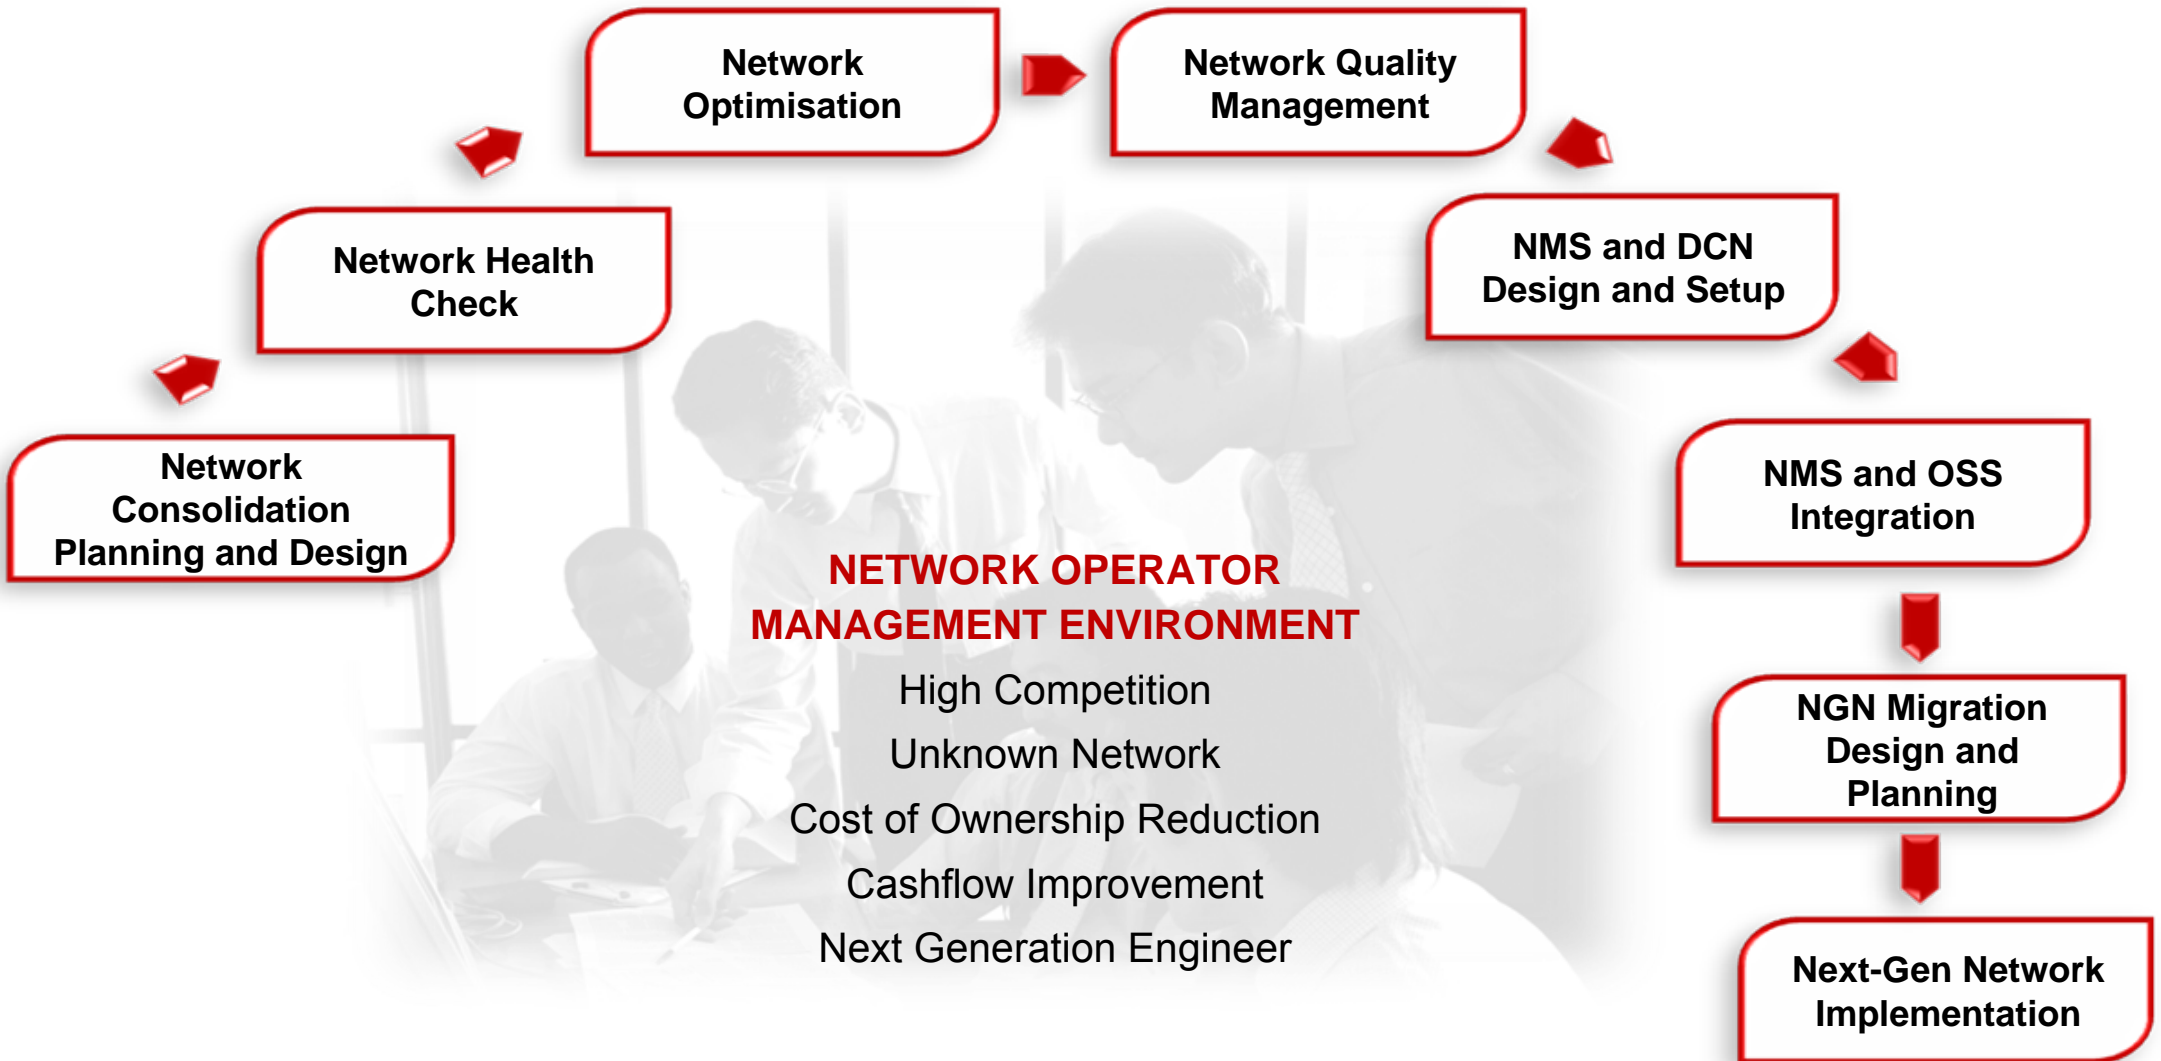 Network
Optimisation
Network Quality
Management
Network Health
Check
NMS and DCN
Design and Setup
Network
Consolidation
Planning and Design
NMS and OSS
Integration
NETWORK OPERATOR
MANAGEMENT ENVIRONMENT
High Competition
Unknown Network
Cost of Ownership Reduction
Cashflow Improvement
Next Generation Engineer
NGN Migration
Design and
Planning
Next-Gen Network
Implementation